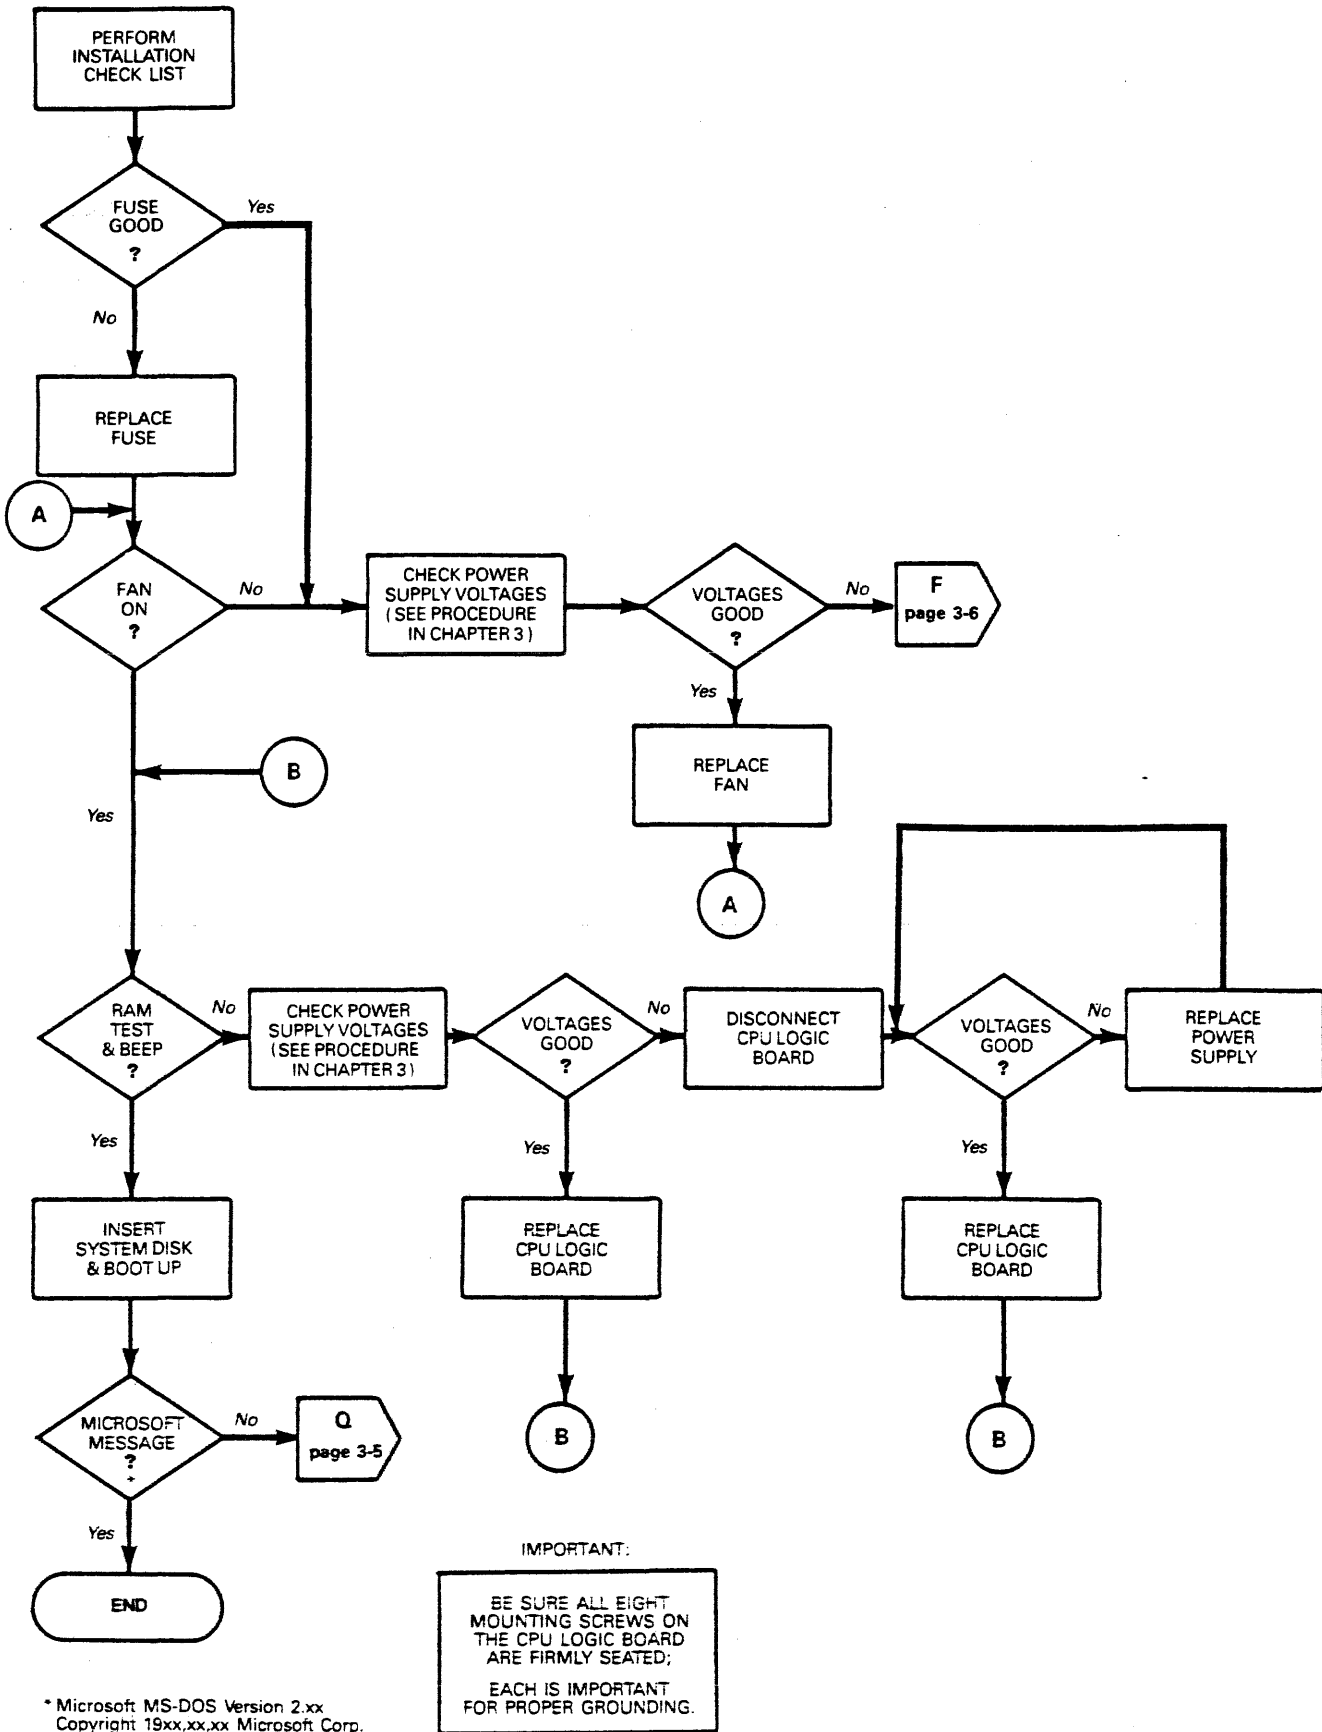 PERFORM
INSTALLATION
CHECK LIST
FUSE
GOOD
?
Yes
No
REPLACE
FUSE
A
FAN
ON
?
No
CHECK POWER
SUPPLY VOLTAGES
(SEE PROCEDURE
IN CHAPTER 3)
VOLTAGES
GOOD
?
No
F
page 3-6
Yes
REPLACE
FAN
A
B
Yes
RAM
TEST
& BEEP
?
No
CHECK POWER
SUPPLY VOLTAGES
(SEE PROCEDURE
IN CHAPTER 3)
VOLTAGES
GOOD
?
No
DISCONNECT
CPU LOGIC
BOARD
VOLTAGES
GOOD
?
No
REPLACE
POWER
SUPPLY
Yes
Yes
Yes
INSERT
SYSTEM DISK
& BOOT UP
REPLACE
CPU LOGIC
BOARD
REPLACE
CPU LOGIC
BOARD
MICROSOFT
MESSAGE
?
*
No
Q
page 3-5
B
B
Yes
END
IMPORTANT:
BE SURE ALL EIGHT
MOUNTING SCREWS ON
THE CPU LOGIC BOARD
ARE FIRMLY SEATED;
EACH IS IMPORTANT
FOR PROPER GROUNDING.
* Microsoft MS-DOS Version 2.xx
Copyright 19xx,xx,xx Microsoft Corp.